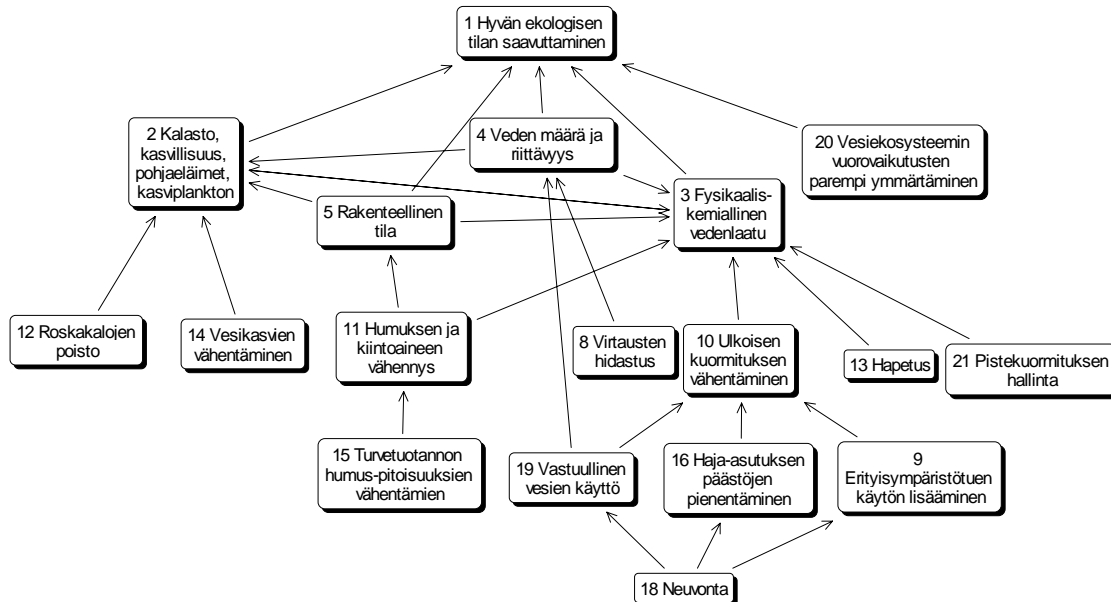 1 Hyvän ekologisen
tilan saavuttaminen
2 Kalasto,
kasvillisuus,
pohjaeläimet,
kasviplankton
4 Veden määrä ja
riittävyys
20 Vesiekosysteemin
vuorovaikutusten
parempi ymmärtäminen
5 Rakenteellinen
tila
3 Fysikaalis-
kemiallinen
vedenlaatu
12 Roskakalojen
poisto
14 Vesikasvien
vähentäminen
11 Humuksen ja
kiintoaineen
vähennys
8 Virtausten
hidastus
10 Ulkoisen
kuormituksen
vähentäminen
13 Hapetus
21 Pistekuormituksen
hallinta
15 Turvetuotannon
humus-pitoisuuksien
vähentämien
19 Vastuullinen
vesien käyttö
16 Haja-asutuksen
päästöjen
pienentäminen
9
Erityisympäristötuen
käytön lisääminen
18 Neuvonta